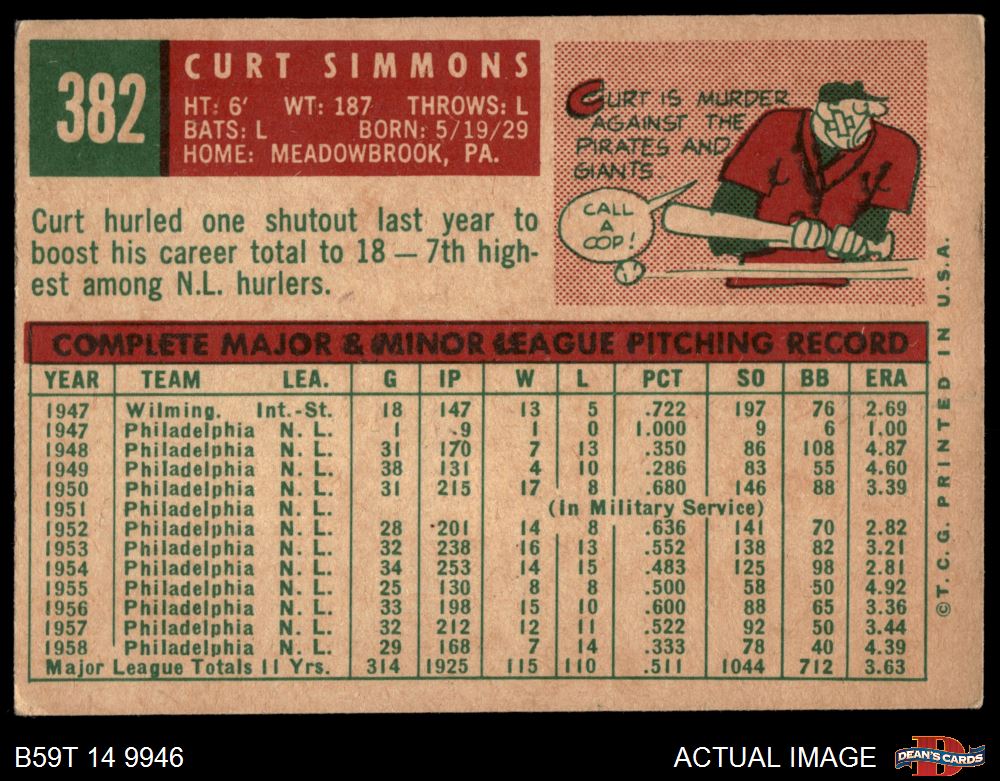 382
CURT SIMMONS
HT: 6' WT: 187 THROWS: L
BATS: L BORN: 5/19/29
HOME: MEADOWBROOK, PA.
CURT IS MURDER
AGAINST THE
PIRATES AND
GIANTS
CALL
A
COP!
Curt hurled one shutout last year to
boost his career total to 18 — 7th high-
est among N.L. hurlers.
COMPLETE MAJOR & MINOR LEAGUE PITCHING RECORD
YEAR TEAM LEA. G IP W L PCT SO BB ERA
1947 Wilming. Int.-St. 18 147 13 5 .722 197 76 2.69
1947 Philadelphia N. L. 1 9 1 0 1.000 9 6 1.00
1948 Philadelphia N. L. 31 170 7 13 .350 86 108 4.87
1949 Philadelphia N. L. 38 131 4 10 .286 83 55 4.60
1950 Philadelphia N. L. 31 215 17 8 .680 146 88 3.39
1951 Philadelphia N. L. (In Military Service)
1952 Philadelphia N. L. 28 201 14 8 .636 141 70 2.82
1953 Philadelphia N. L. 32 238 16 13 .552 138 82 3.21
1954 Philadelphia N. L. 34 253 14 15 .483 125 98 2.81
1955 Philadelphia N. L. 25 130 8 8 .500 58 50 4.92
1956 Philadelphia N. L. 33 198 15 10 .600 88 65 3.36
1957 Philadelphia N. L. 32 212 12 11 .522 92 50 3.44
1958 Philadelphia N. L. 29 168 7 14 .333 78 40 4.39
Major League Totals 11 Yrs. 314 1925 115 110 .511 1044 712 3.63
© T. C. G. PRINTED IN U.S.A.
B59T 14 9946
ACTUAL IMAGE
D
DEAN'S CARDS